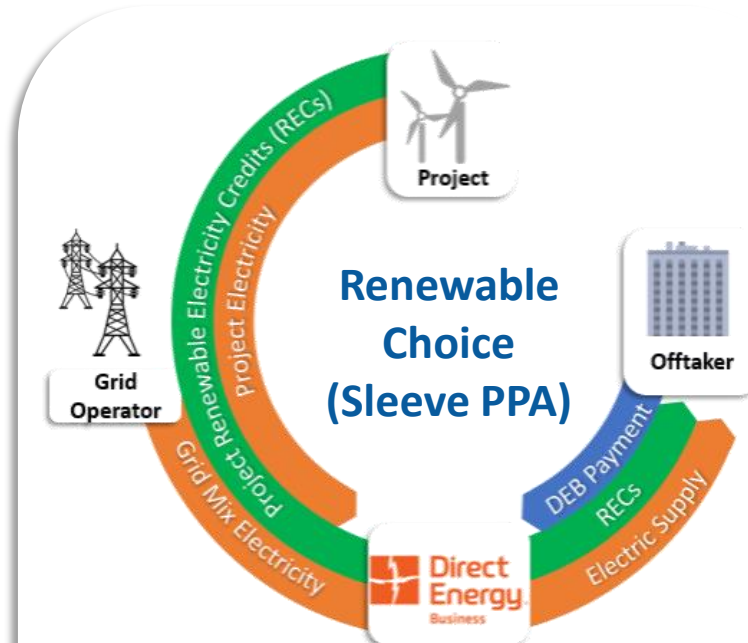 Project
Project Renewable Electricity Credits (RECs)
Project Electricity
Renewable
Choice
(Sleeve PPA)
Offtaker
Grid
Operator
Grid Mix Electricity
DEB Payment
RECs
Electric Supply
Direct
Energy
Business